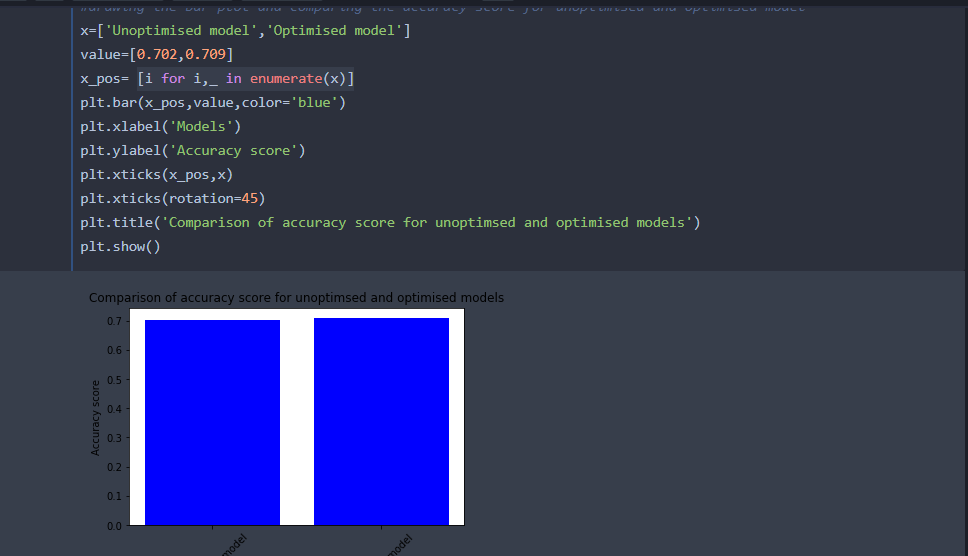 #drawing the bar plot and comparing the accuracy score for unoptimised and optimised model
x=['Unoptimised model','Optimised model']
value=[0.702,0.709]
x_pos= [i for i,_ in enumerate(x)]
plt.bar(x_pos,value,color='blue')
plt.xlabel('Models')
plt.ylabel('Accuracy score')
plt.xticks(x_pos,x)
plt.xticks(rotation=45)
plt.title('Comparison of accuracy score for unoptimsed and optimised models')
plt.show()
Comparison of accuracy score for unoptimsed and optimised models
0.7
0.6
0.5
0.4
0.3
0.2
0.1
0.0
Accuracy score
model
model